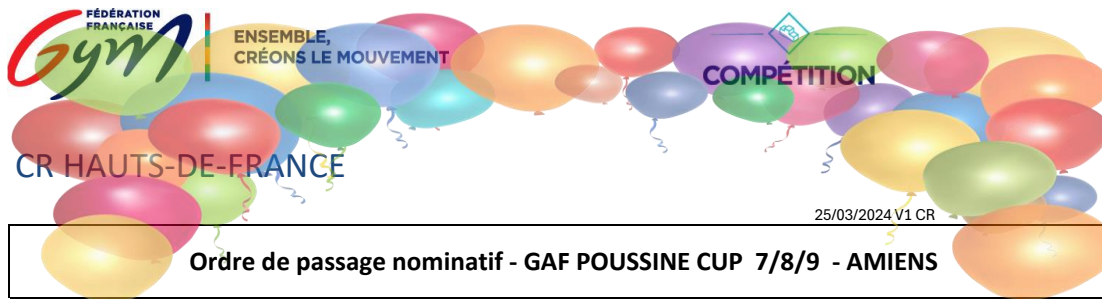 FÉDÉRATION
FRANÇAISE
Gym
ENSEMBLE,
CRÉONS LE MOUVEMENT
COMPÉTITION
CR HAUTS-DE-FRANCE
25/03/2024 V1 CR
Ordre de passage nominatif - GAF POUSSINE CUP 7/8/9 - AMIENS